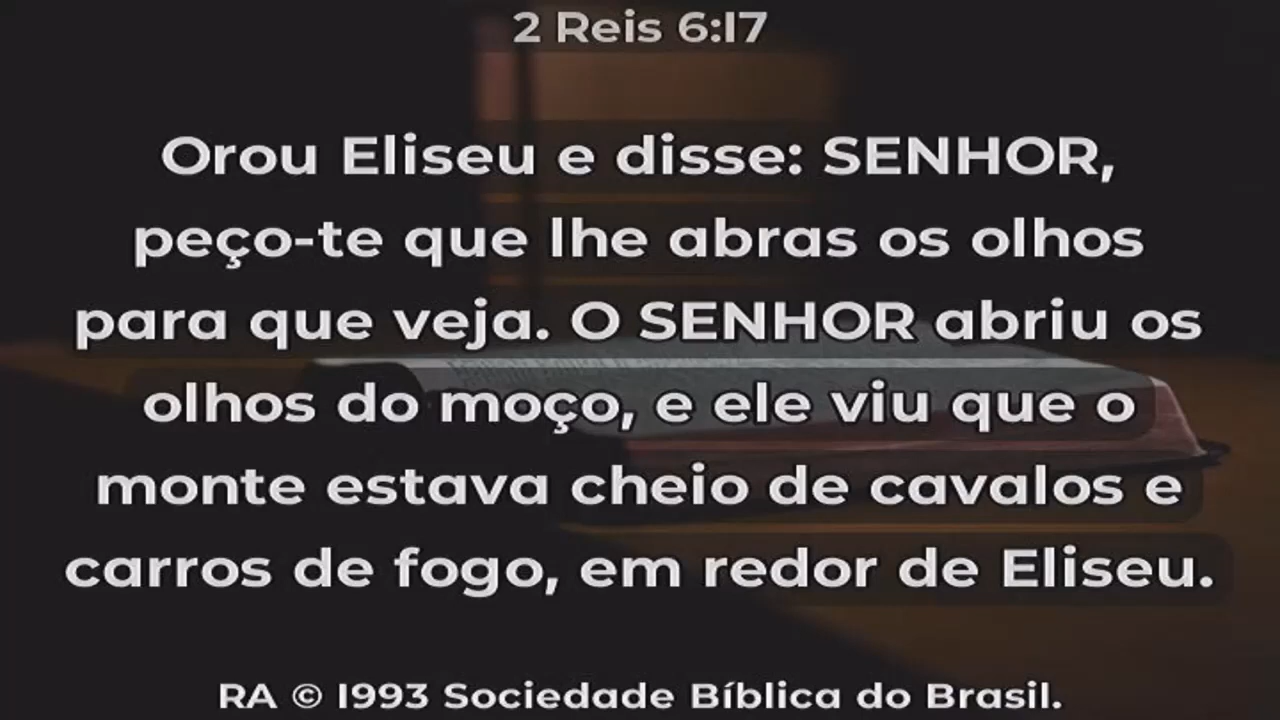 2 Reis 6:17
Orou Eliseu e disse: SENHOR,
peço-te que lhe abras os olhos
para que veja. O SENHOR abriu os
olhos do moço, e ele viu que o
monte estava cheio de cavalos e
carros de fogo, em redor de Eliseu.
RA © 1993 Sociedade Bíblica do Brasil.